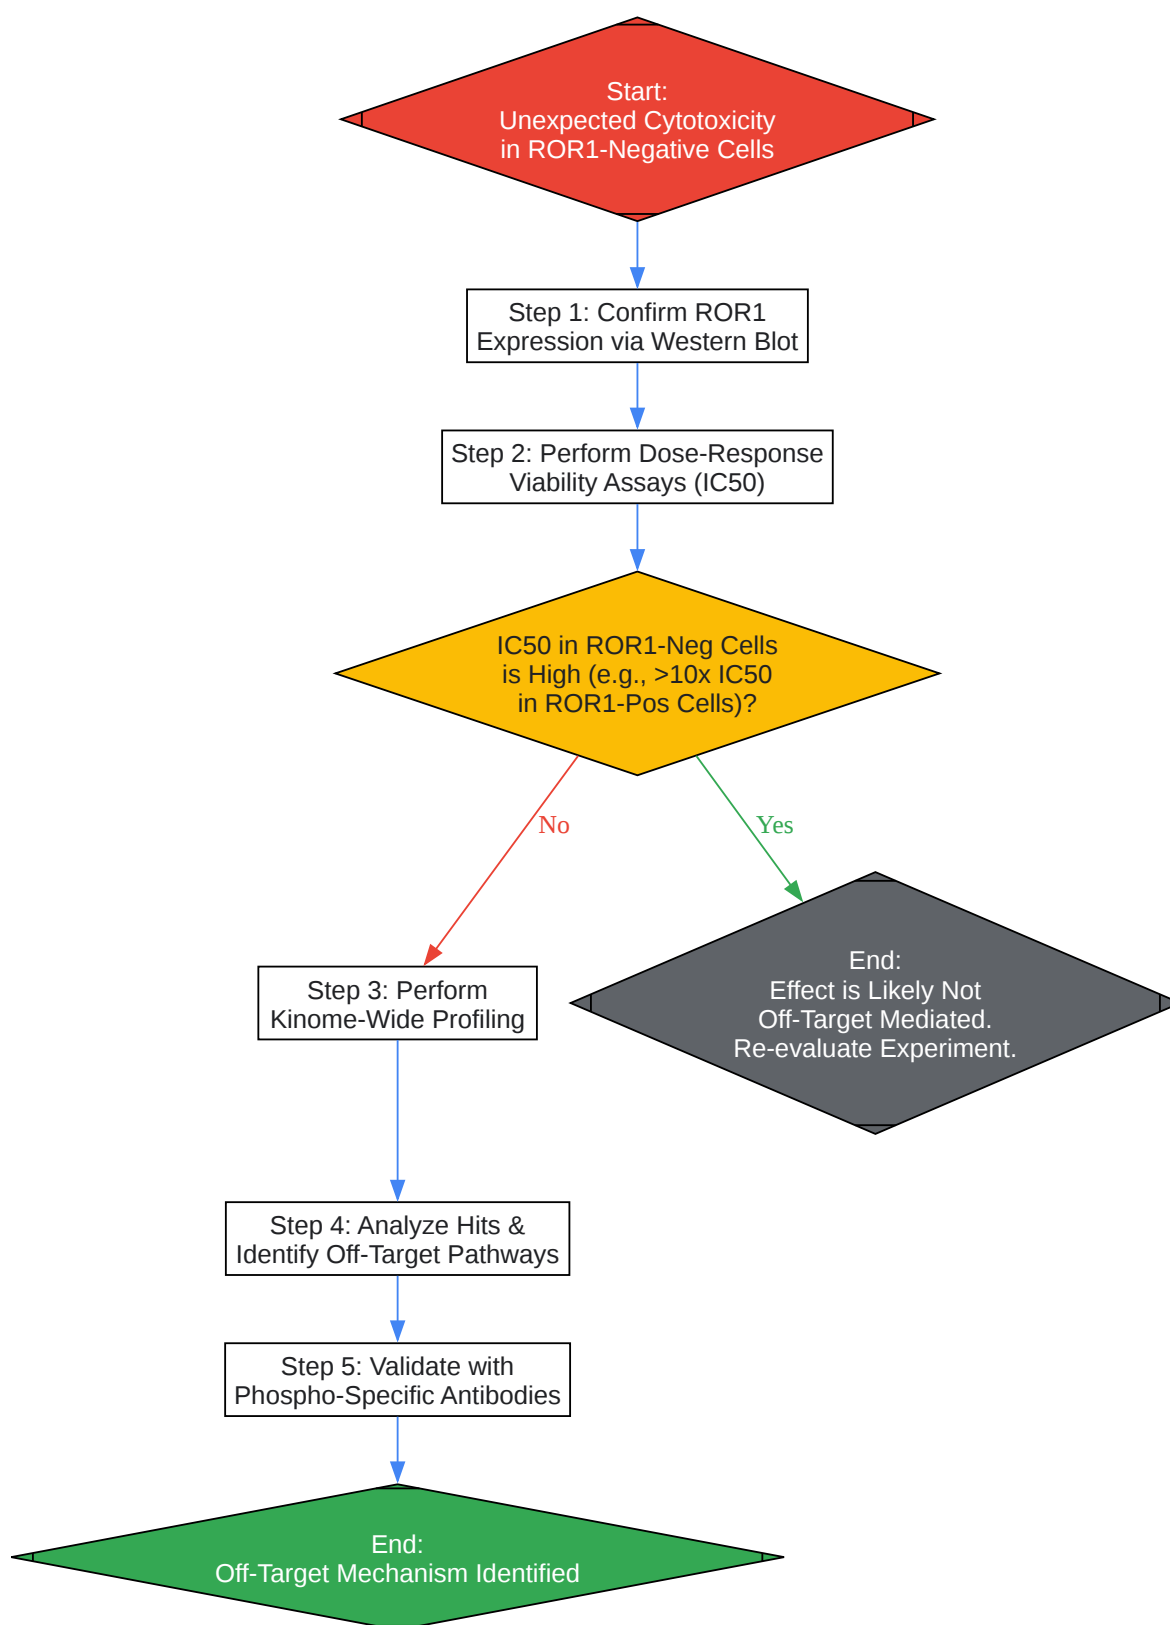 Start:
Unexpected Cytotoxicity
in ROR1-Negative Cells
Step 1: Confirm ROR1
Expression via Western Blot
Step 2: Perform Dose-Response
Viability Assays (IC50)
IC50 in ROR1-Neg Cells
is High (e.g., >10x IC50
in ROR1-Pos Cells)?
No
Yes
End:
Effect is Likely Not
Off-Target Mediated.
Re-evaluate Experiment.
Step 3: Perform
Kinome-Wide Profiling
Step 4: Analyze Hits &
Identify Off-Target Pathways
Step 5: Validate with
Phospho-Specific Antibodies
End:
Off-Target Mechanism Identified